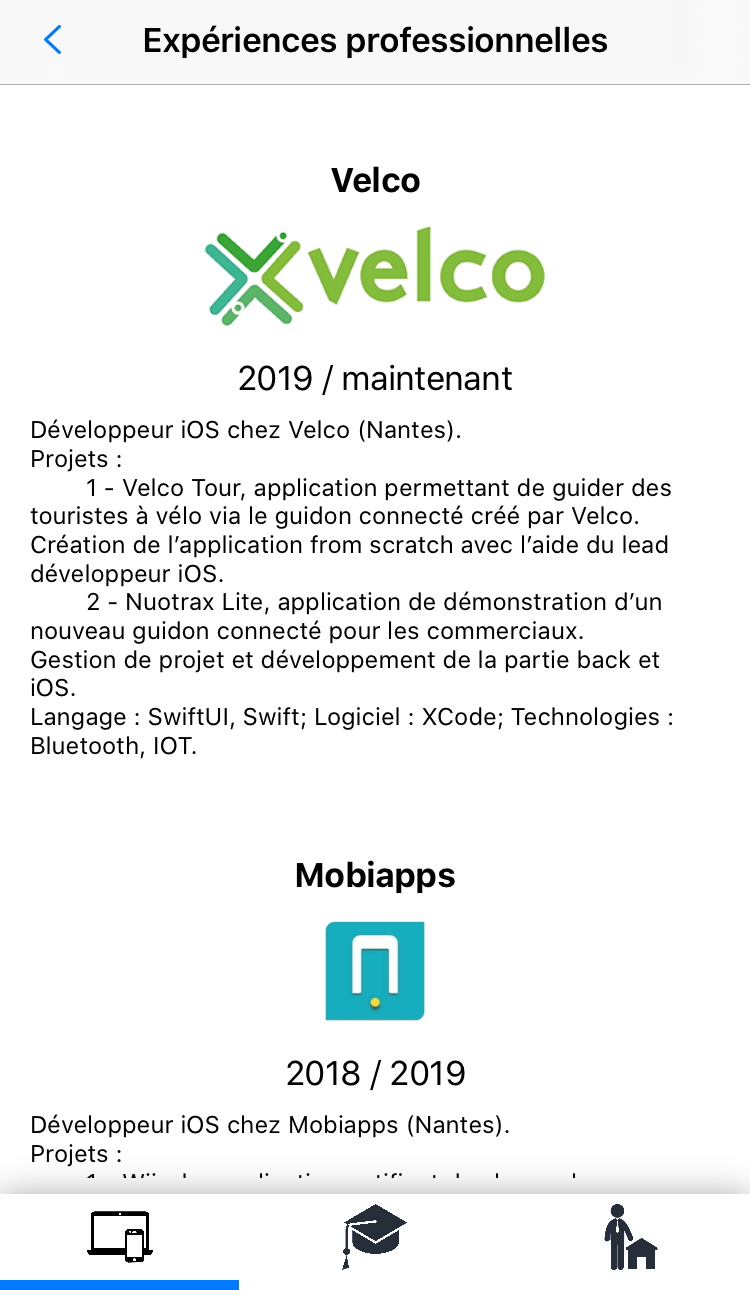 Expériences professionnelles
Velco
velco
2019 / maintenant
Développeur iOS chez Velco (Nantes).
Projets :
1 - Velco Tour, application permettant de guider des
touristes à vélo via le guidon connecté créé par Velco.
Création de l’application from scratch avec l’aide du lead
développeur iOS.
2 - Nuotrax Lite, application de démonstration d’un
nouveau guidon connecté pour les commerciaux.
Gestion de projet et développement de la partie back et
iOS.
Langage : SwiftUI, Swift; Logiciel : XCode; Technologies :
Bluetooth, IOT.
Mobiapps
2018 / 2019
Développeur iOS chez Mobiapps (Nantes).
Projets :